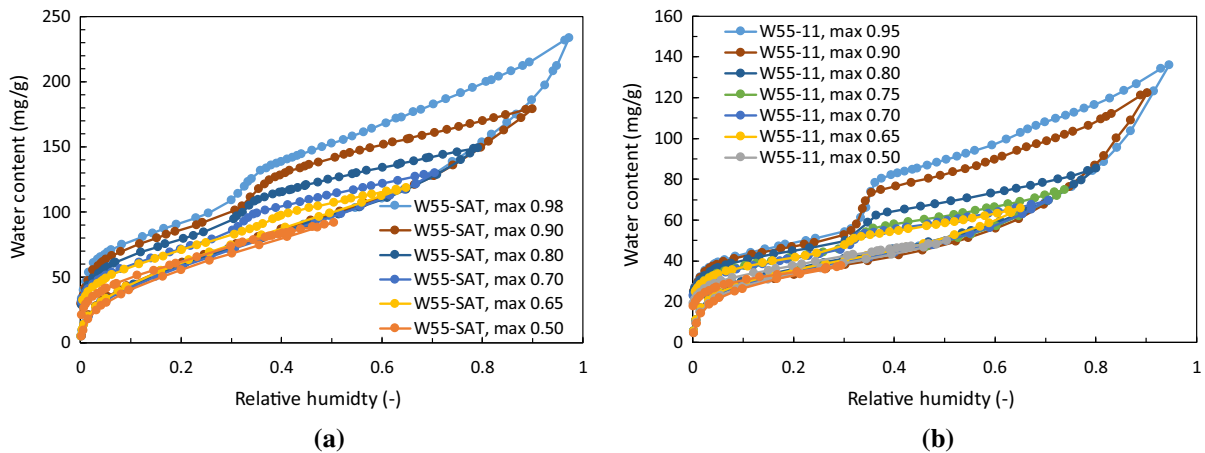 250
200
150
100
50
0
Water content (mg/g)
W55-SAT, max 0.98
W55-SAT, max 0.90
W55-SAT, max 0.80
W55-SAT, max 0.70
W55-SAT, max 0.65
W55-SAT, max 0.50
0 0.2 0.4 0.6 0.8 1
Relative humidty (-)
(a)
160
140
120
100
80
60
40
20
0
Water content (mg/g)
W55-11, max 0.95
W55-11, max 0.90
W55-11, max 0.80
W55-11, max 0.75
W55-11, max 0.70
W55-11, max 0.65
W55-11, max 0.50
0 0.2 0.4 0.6 0.8 1
Relative humidty (-)
(b)